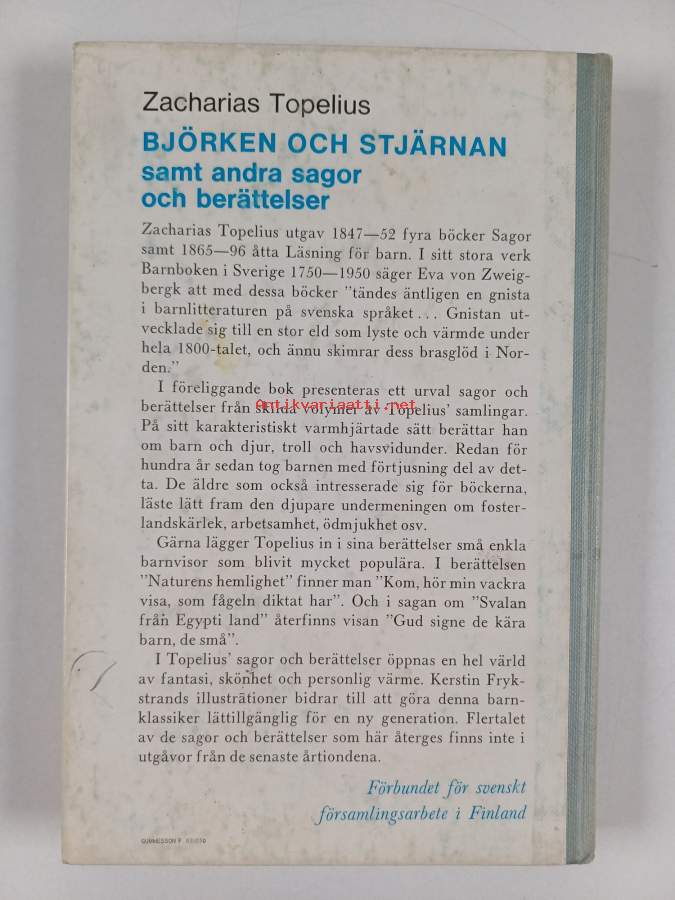 Zacharias Topelius
BJÖRKEN OCH STJÄRNAN
samt andra sagor
och berättelser
Zacharias Topelius utgav 1847—52 fyra böcker Sagor
samt 1865—96 åtta Läsning för barn. I sitt stora verk
Barnboken i Sverige 1750—1950 säger Eva von Zweig-
bergk att med dessa böcker ”tändes äntligen en gnista
i barnlitteraturen på svenska språket... Gnistan ut-
vecklade sig till en stor eld som lyste och värmde under
hela 1800-talet, och ännu skimrar dess brasglöd i Nor-
den.”
I föreliggande bok presenteras ett urval sagor och
berättelser från skilda volymer av Topelius’ samlingar.
Antikvariaatti.net
På sitt karakteristiskt varmhjärtade sätt berättar han
om barn och djur, troll och havsvidunder. Redan för
hundra år sedan tog barnen med förtjusning del av det-
ta. De äldre som också intresserade sig för böckerna,
läste lätt fram den djupare undermeningen om foster-
landskärlek, arbetsamhet, ödmjukhet osv.
Gärna lägger Topelius in i sina berättelser små enkla
barnvisor som blivit mycket populära. I berättelsen
”Naturens hemlighet” finner man ”Kom, hör min vackra
visa, som fågeln diktat har”. Och i sagan om ”Svalan
från Egypti land” återfinns visan ”Gud signe de kära
barn, de små”.
I Topelius’ sagor och berättelser öppnas en hel värld
av fantasi, skönhet och personlig värme. Kerstin Fryk-
strands illustrationer bidrar till att göra denna barn-
klassiker lättillgänglig för en ny generation. Flertalet
av de sagor och berättelser som här återges finns inte i
utgåvor från de senaste årtiondena.
Förbundet för svenskt
församlingsarbete i Finland